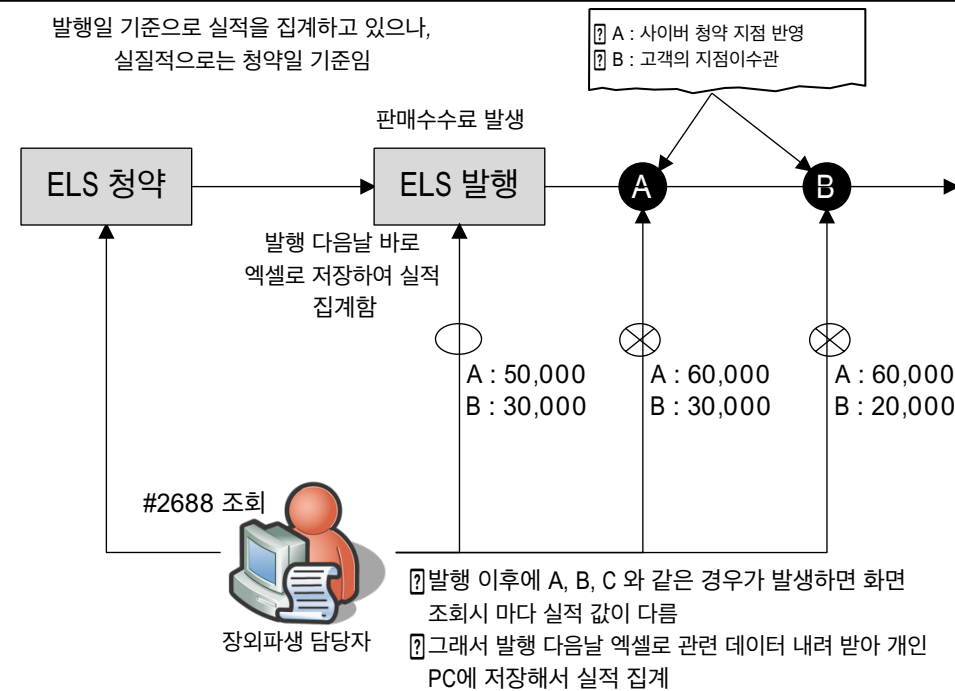 발행일 기준으로 실적을 집계하고 있으나,
실질적으로는 청약일 기준임
A : 사이버 청약 지점 반영
B : 고객의 지점이수관
판매수수료 발생
ELS 청약
ELS 발행
A
B
발행 다음날 바로
엑셀로 저장하여 실적
집계함
A : 50,000
B : 30,000
A : 60,000
B : 30,000
A : 60,000
B : 20,000
#2688 조회
장외파생 담당자
발행 이후에 A, B, C 와 같은 경우가 발생하면 화면
조회시 마다 실적 값이 다름
그래서 발행 다음날 엑셀로 관련 데이터 내려 받아 개인
PC에 저장해서 실적 집계